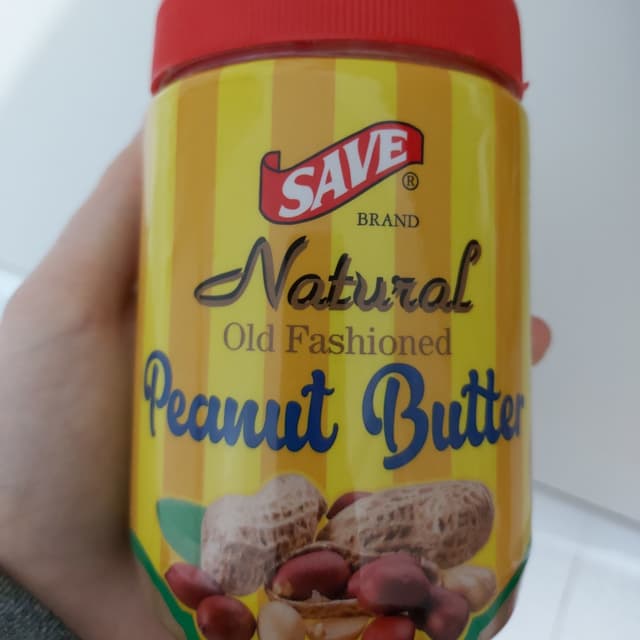 SAVE ®
BRAND
Natural
Old Fashioned
Peanut Butter